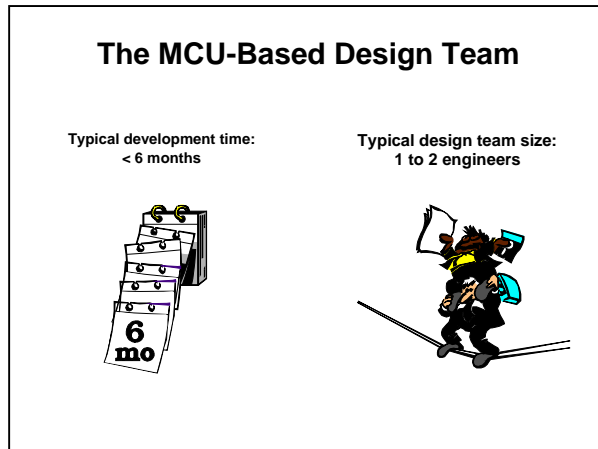 The MCU-Based Design Team
Typical development time:
< 6 months
Typical design team size:
1 to 2 engineers
6
mo